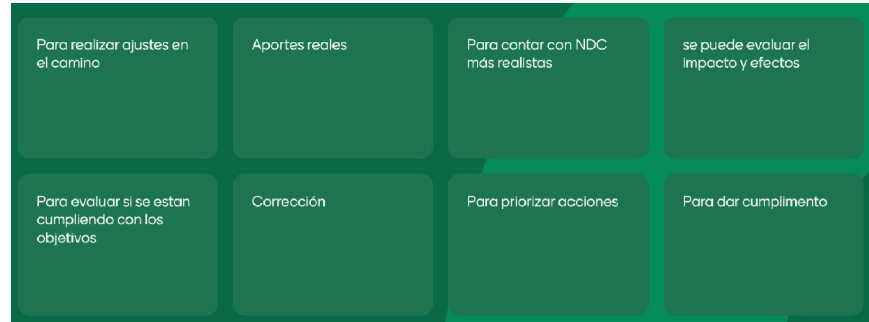 Para realizar ajustes en
el camino
Aportes reales
Para contar con NDC
más realistas
se puede evaluar el
impacto y efectos
Para evaluar si se estan
cumpliendo con los
objetivos
Corrección
Para priorizar acciones
Para dar cumplimento